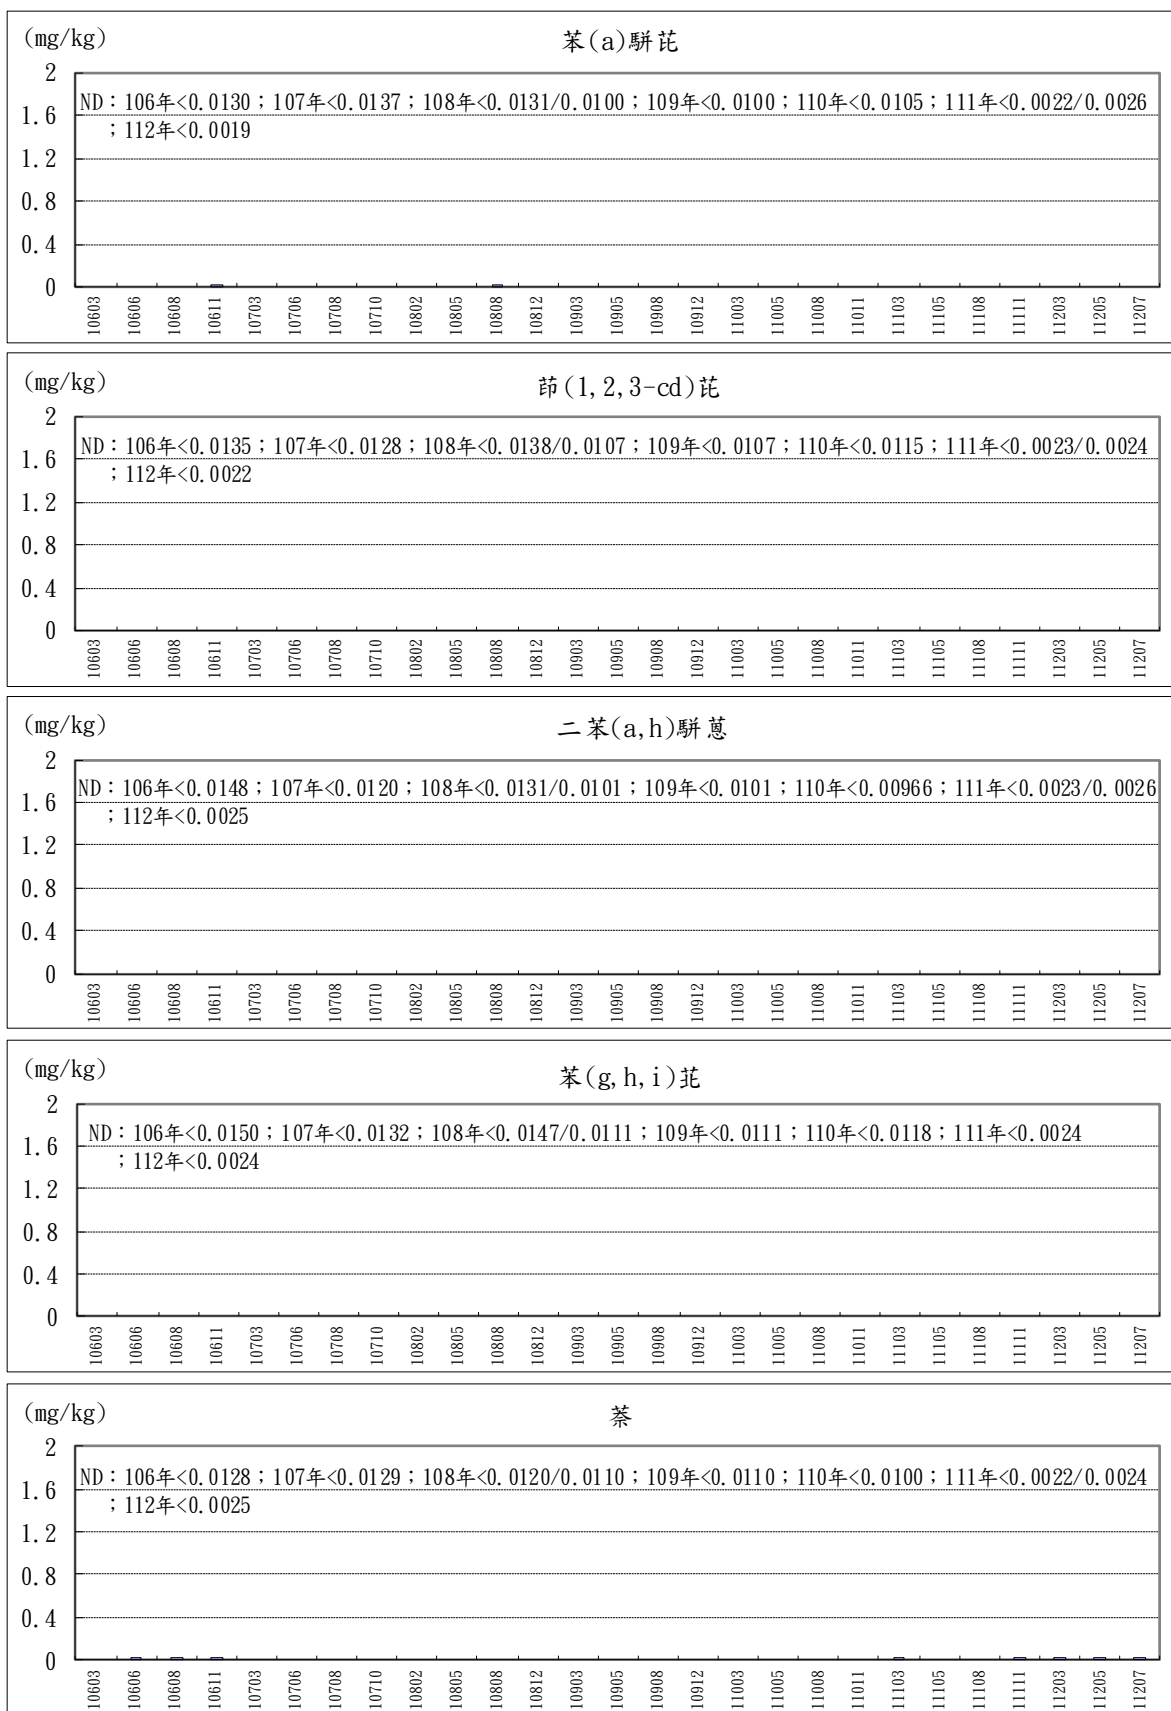 (mg/kg)
苯(a)駢芘
2
ND：106年<0.0130；107年<0.0137；108年<0.0131/0.0100；109年<0.0100；110年<0.0105；111年<0.0022/0.0026
1.6
；112年<0.0019
1.2
0.8
0.4
0
10603 10606 10608 10611 10703 10706 10708 10710 10802 10805 10808 10812 10903 10905 10908 10912 11003 11005 11008 11011 11103 11105 11108 11111 11203 11205 11207
(mg/kg)
茚(1,2,3-cd)芘
2
ND：106年<0.0135；107年<0.0128；108年<0.0138/0.0107；109年<0.0107；110年<0.0115；111年<0.0023/0.0024
1.6
；112年<0.0022
1.2
0.8
0.4
0
10603 10606 10608 10611 10703 10706 10708 10710 10802 10805 10808 10812 10903 10905 10908 10912 11003 11005 11008 11011 11103 11105 11108 11111 11203 11205 11207
(mg/kg)
二苯(a,h)駢蒽
2
ND：106年<0.0148；107年<0.0120；108年<0.0131/0.0101；109年<0.0101；110年<0.00966；111年<0.0023/0.0026
1.6
；112年<0.0025
1.2
0.8
0.4
0
10603 10606 10608 10611 10703 10706 10708 10710 10802 10805 10808 10812 10903 10905 10908 10912 11003 11005 11008 11011 11103 11105 11108 11111 11203 11205 11207
(mg/kg)
苯(g,h,i)苝
2
ND：106年<0.0150；107年<0.0132；108年<0.0147/0.0111；109年<0.0111；110年<0.0118；111年<0.0024
1.6
；112年<0.0024
1.2
0.8
0.4
0
10603 10606 10608 10611 10703 10706 10708 10710 10802 10805 10808 10812 10903 10905 10908 10912 11003 11005 11008 11011 11103 11105 11108 11111 11203 11205 11207
(mg/kg)
萘
2
ND：106年<0.0128；107年<0.0129；108年<0.0120/0.0110；109年<0.0110；110年<0.0100；111年<0.0022/0.0024
1.6
；112年<0.0025
1.2
0.8
0.4
0
10603 10606 10608 10611 10703 10706 10708 10710 10802 10805 10808 10812 10903 10905 10908 10912 11003 11005 11008 11011 11103 11105 11108 11111 11203 11205 11207